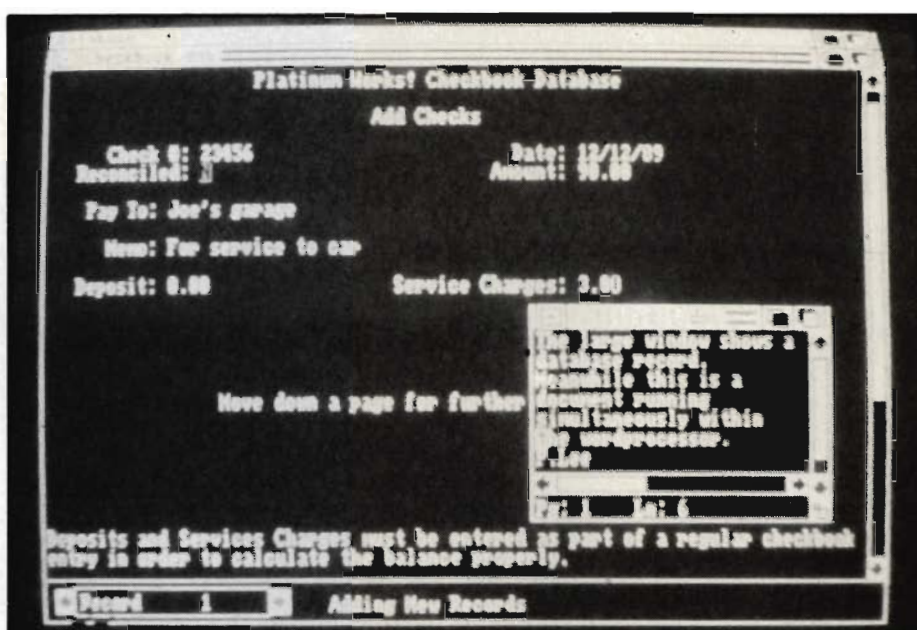 Platinum Works! Checkbook Database
Add Checks
Check #: 23456
Date: 12/12/89
Reconciled:
Amount: 90.00
Pay To: Joe's garage
Memo: For service to car
Deposit: 0.00
Service Charges: 3.00
The large window shows a
database record.
Meanwhile this is a
document running
simultaneously within
the wordprocessor.
Move down a page for further
Pg: 1 Ln: 6
Deposits and Services Charges must be entered as part of a regular checkbook
entry in order to calculate the balance properly.
Record 1
Adding New Records